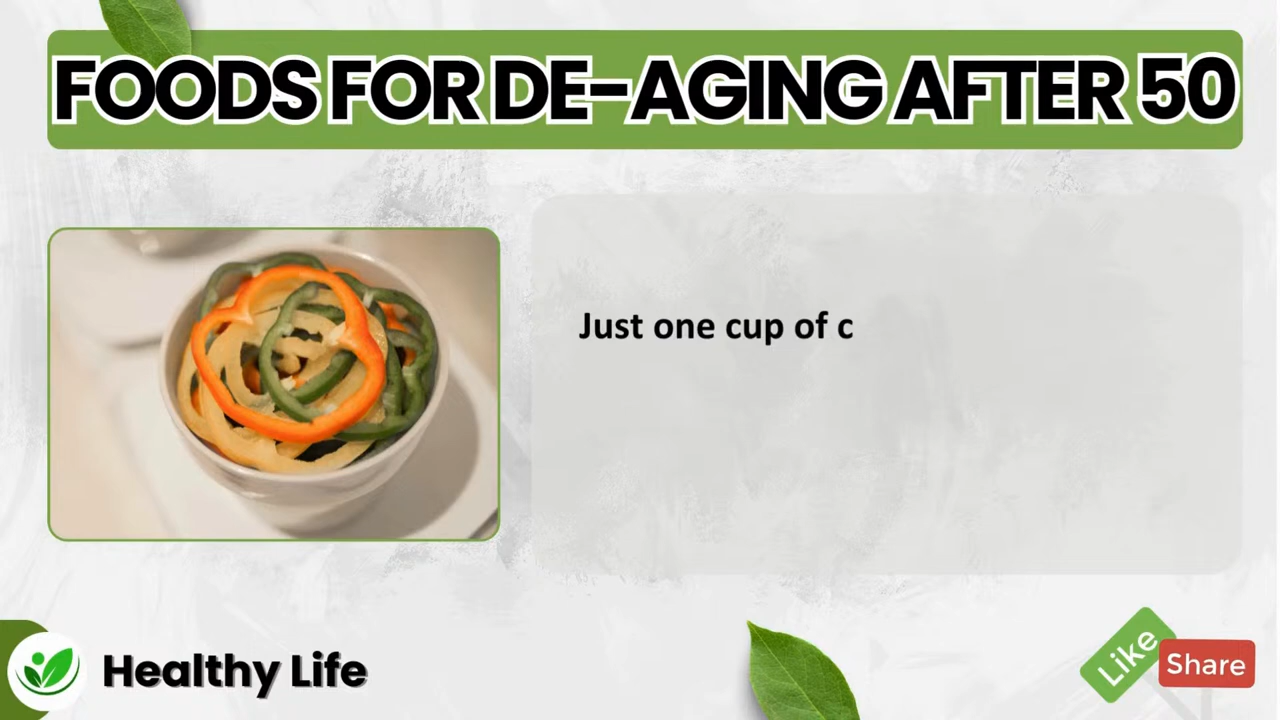 FOODS FOR DE-AGING AFTER 50
Just one cup of c
Healthy Life
Like
Share